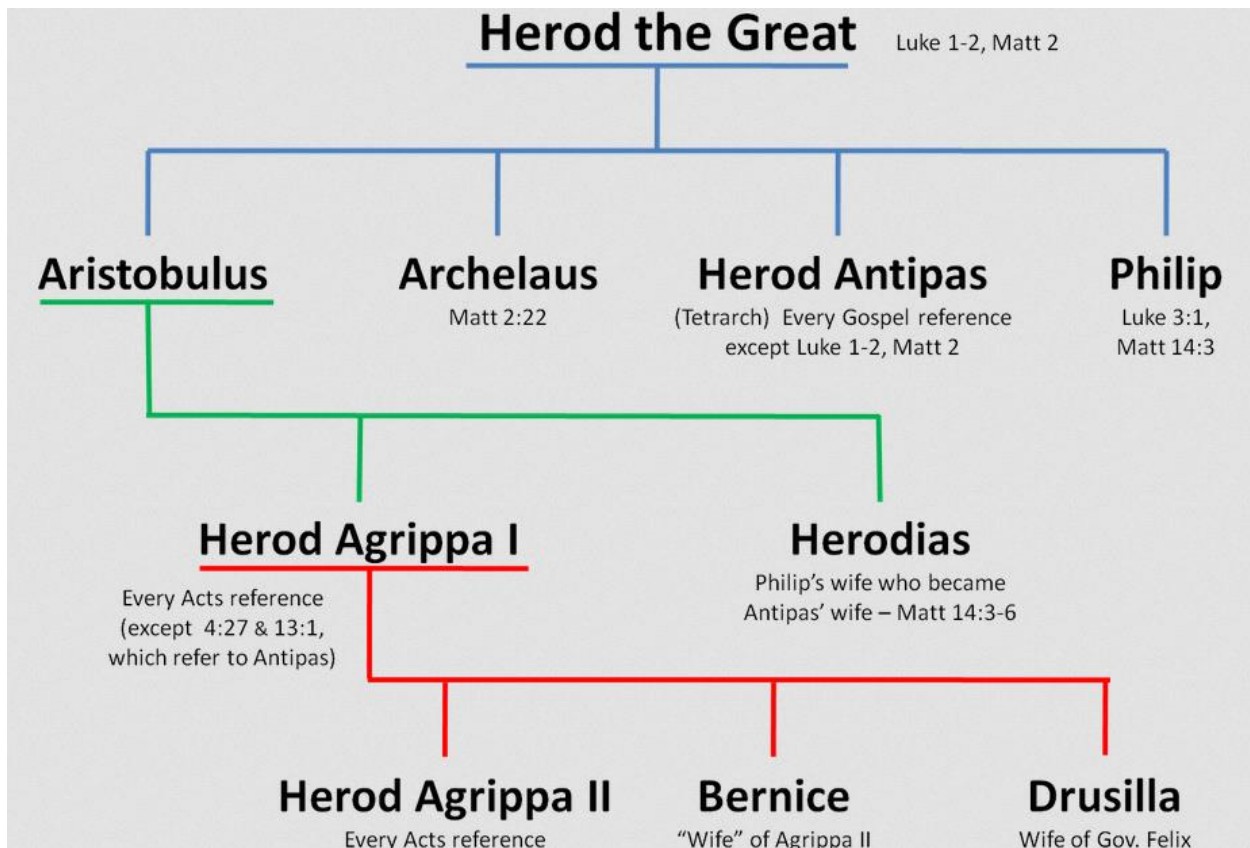 Herod the Great
Luke 1-2, Matt 2
Aristobulus
Archelaus
Matt 2:22
Herod Antipas
(Tetrarch) Every Gospel reference
except Luke 1-2, Matt 2
Philip
Luke 3:1,
Matt 14:3
Herod Agrippa I
Every Acts reference
(except 4:27 & 13:1,
which refer to Antipas)
Herodias
Philip's wife who became
Antipas' wife – Matt 14:3-6
Herod Agrippa II
Every Acts reference
Bernice
"Wife" of Agrippa II
Drusilla
Wife of Gov. Felix